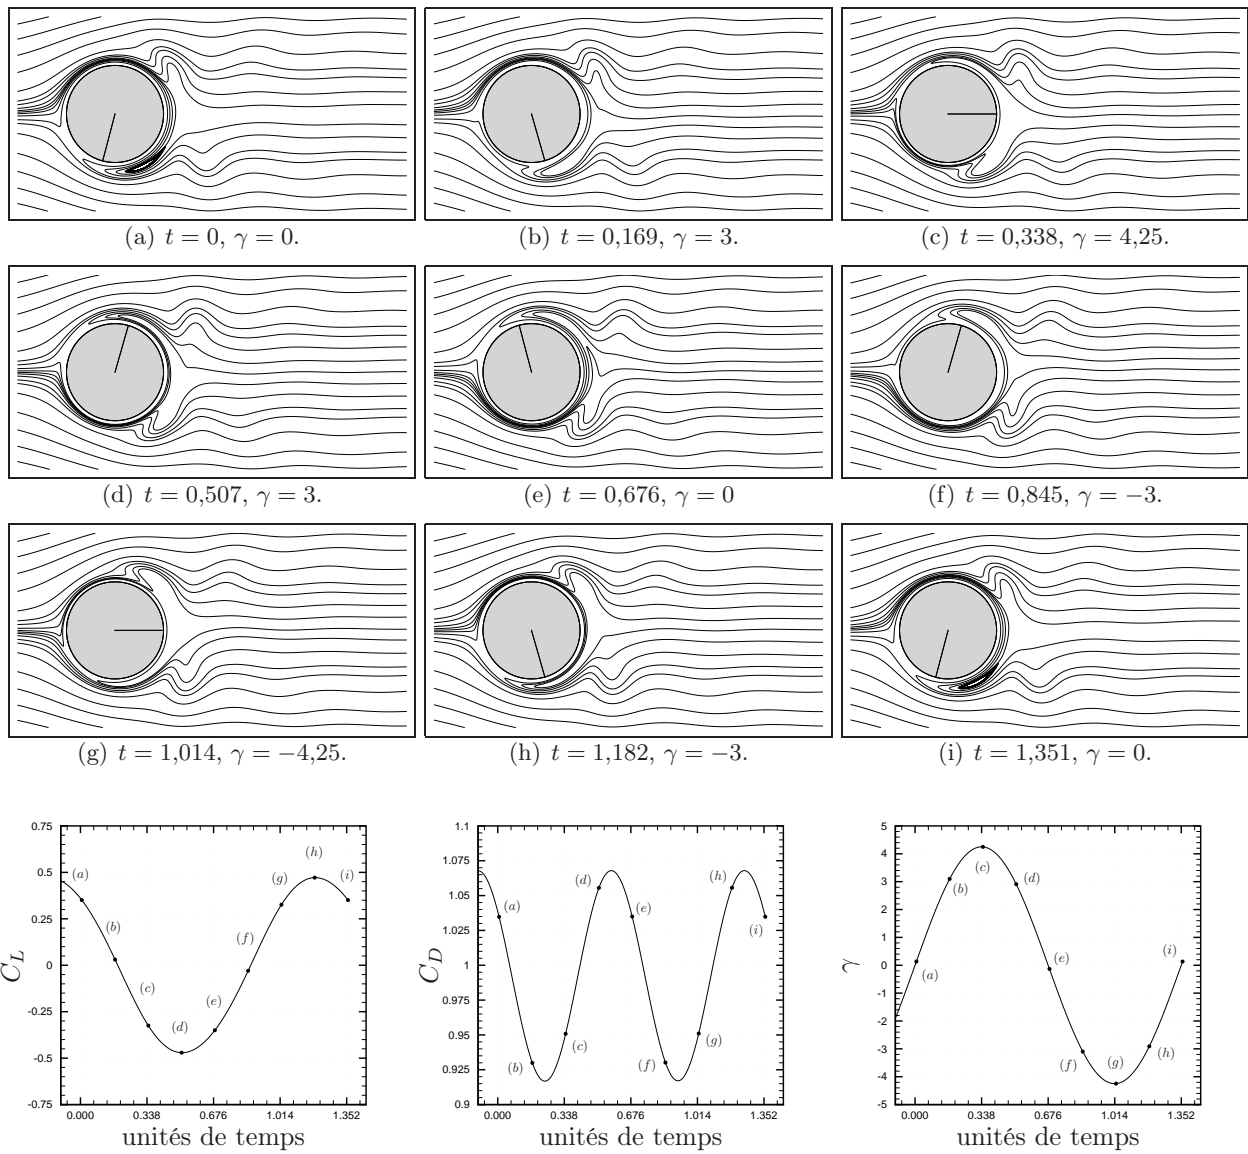 (a) t = 0, γ = 0.
(b) t = 0,169, γ = 3.
(c) t = 0,338, γ = 4,25.
(d) t = 0,507, γ = 3.
(e) t = 0,676, γ = 0
(f) t = 0,845, γ = −3.
(g) t = 1,014, γ = −4,25.
(h) t = 1,182, γ = −3.
(i) t = 1,351, γ = 0.
C_L
0.75
0.5
0.25
0
-0.25
-0.5
-0.75
(a)
(b)
(c)
(d)
(e)
(f)
(g)
(h)
(i)
0.000 0.338 0.676 1.014 1.352
unités de temps
C_D
1.1
1.075
1.05
1.025
1
0.975
0.95
0.925
0.9
(a)
(b)
(c)
(d)
(e)
(f)
(g)
(h)
(i)
0.000 0.338 0.676 1.014 1.352
unités de temps
γ
5
4
3
2
1
0
-1
-2
-3
-4
-5
(a)
(b)
(c)
(d)
(e)
(f)
(g)
(h)
(i)
0.000 0.338 0.676 1.014 1.352
unités de temps